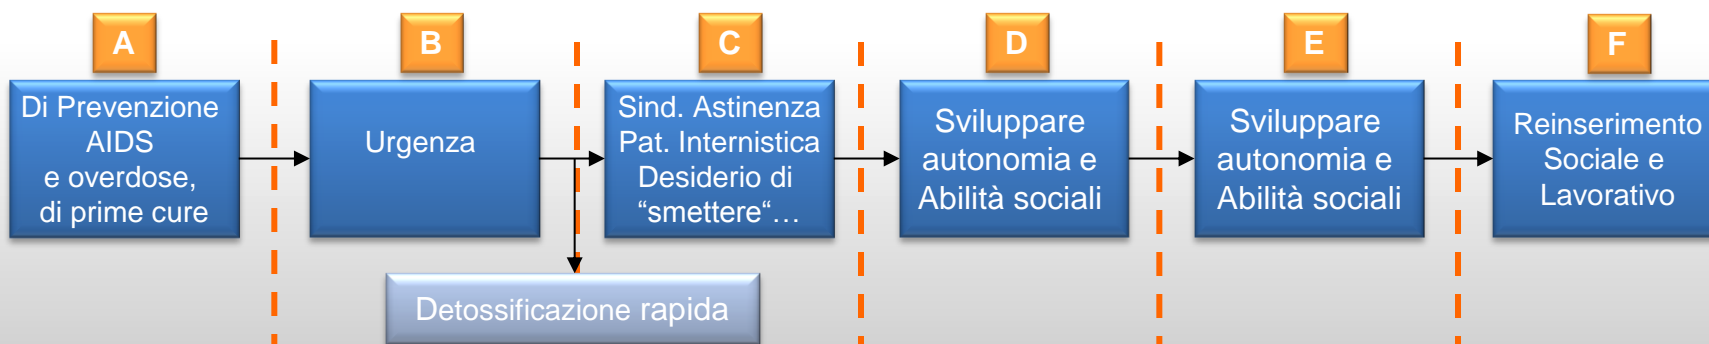 A
B
C
D
E
F
Di Prevenzione
AIDS
e overdose,
di prime cure
Urgenza
Sind. Astinenza
Pat. Internistica
Desiderio di
“smettere“…
Sviluppare
autonomia e
Abilità sociali
Sviluppare
autonomia e
Abilità sociali
Reinserimento
Sociale e
Lavorativo
Detossificazione rapida